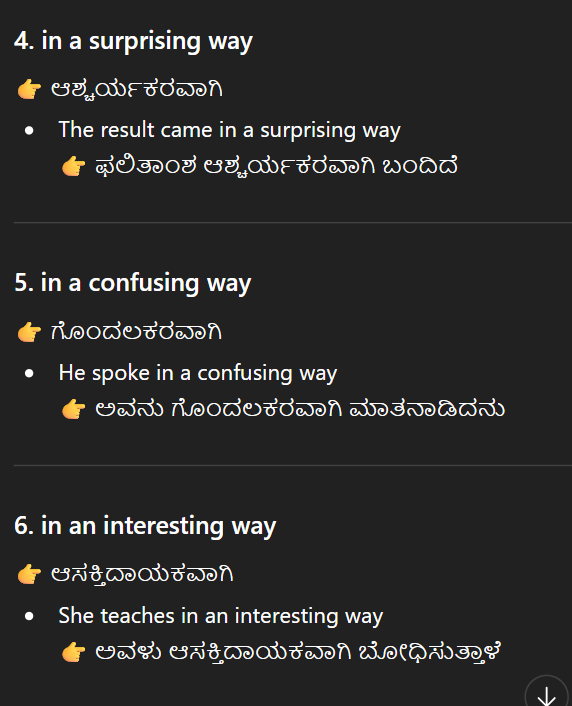 4. in a surprising way
👉 ಆಶ್ಚರ್ಯಕರವಾಗಿ
• The result came in a surprising way
👉 ಫಲಿತಾಂಶ ಆಶ್ಚರ್ಯಕರವಾಗಿ ಬಂದಿದೆ
5. in a confusing way
👉 ಗೊಂದಲಕರವಾಗಿ
• He spoke in a confusing way
👉 ಅವನು ಗೊಂದಲಕರವಾಗಿ ಮಾತನಾಡಿದನು
6. in an interesting way
👉 ಆಸಕ್ತಿದಾಯಕವಾಗಿ
• She teaches in an interesting way
👉 ಅವಳು ಆಸಕ್ತಿದಾಯಕವಾಗಿ ಬೋಧಿಸುತ್ತಾಳೆ